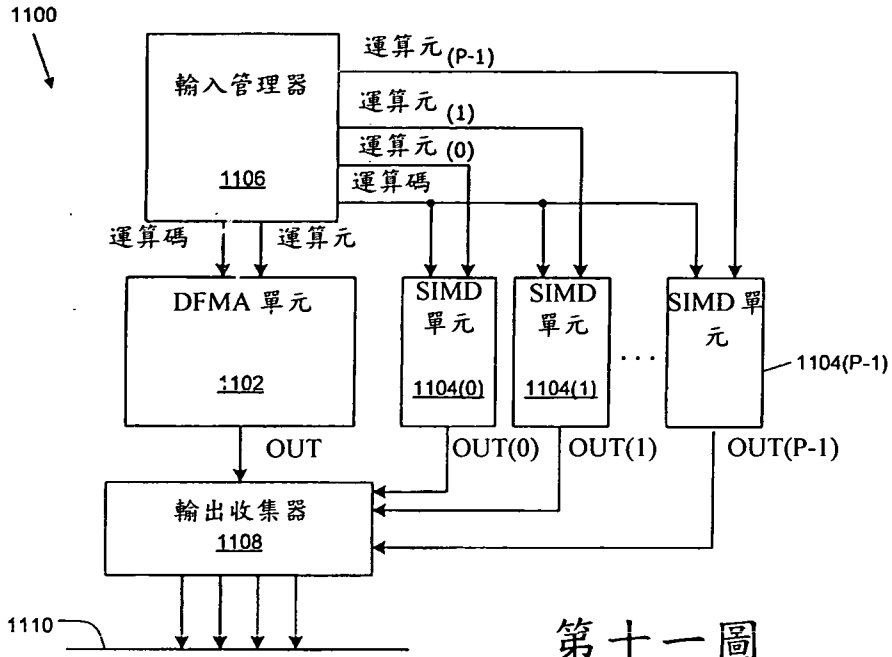 1100
運算元(P-1)
輸入管理器
運算元(1)
運算元(0)
1106
運算碼
運算碼
運算元
DFMA 單元
SIMD
單元
SIMD
單元
SIMD 單
元
1102
1104(0)
1104(1)
. . .
1104(P-1)
OUT
OUT(0)
OUT(1)
OUT(P-1)
輸出收集器
1108
1110
第十一圖